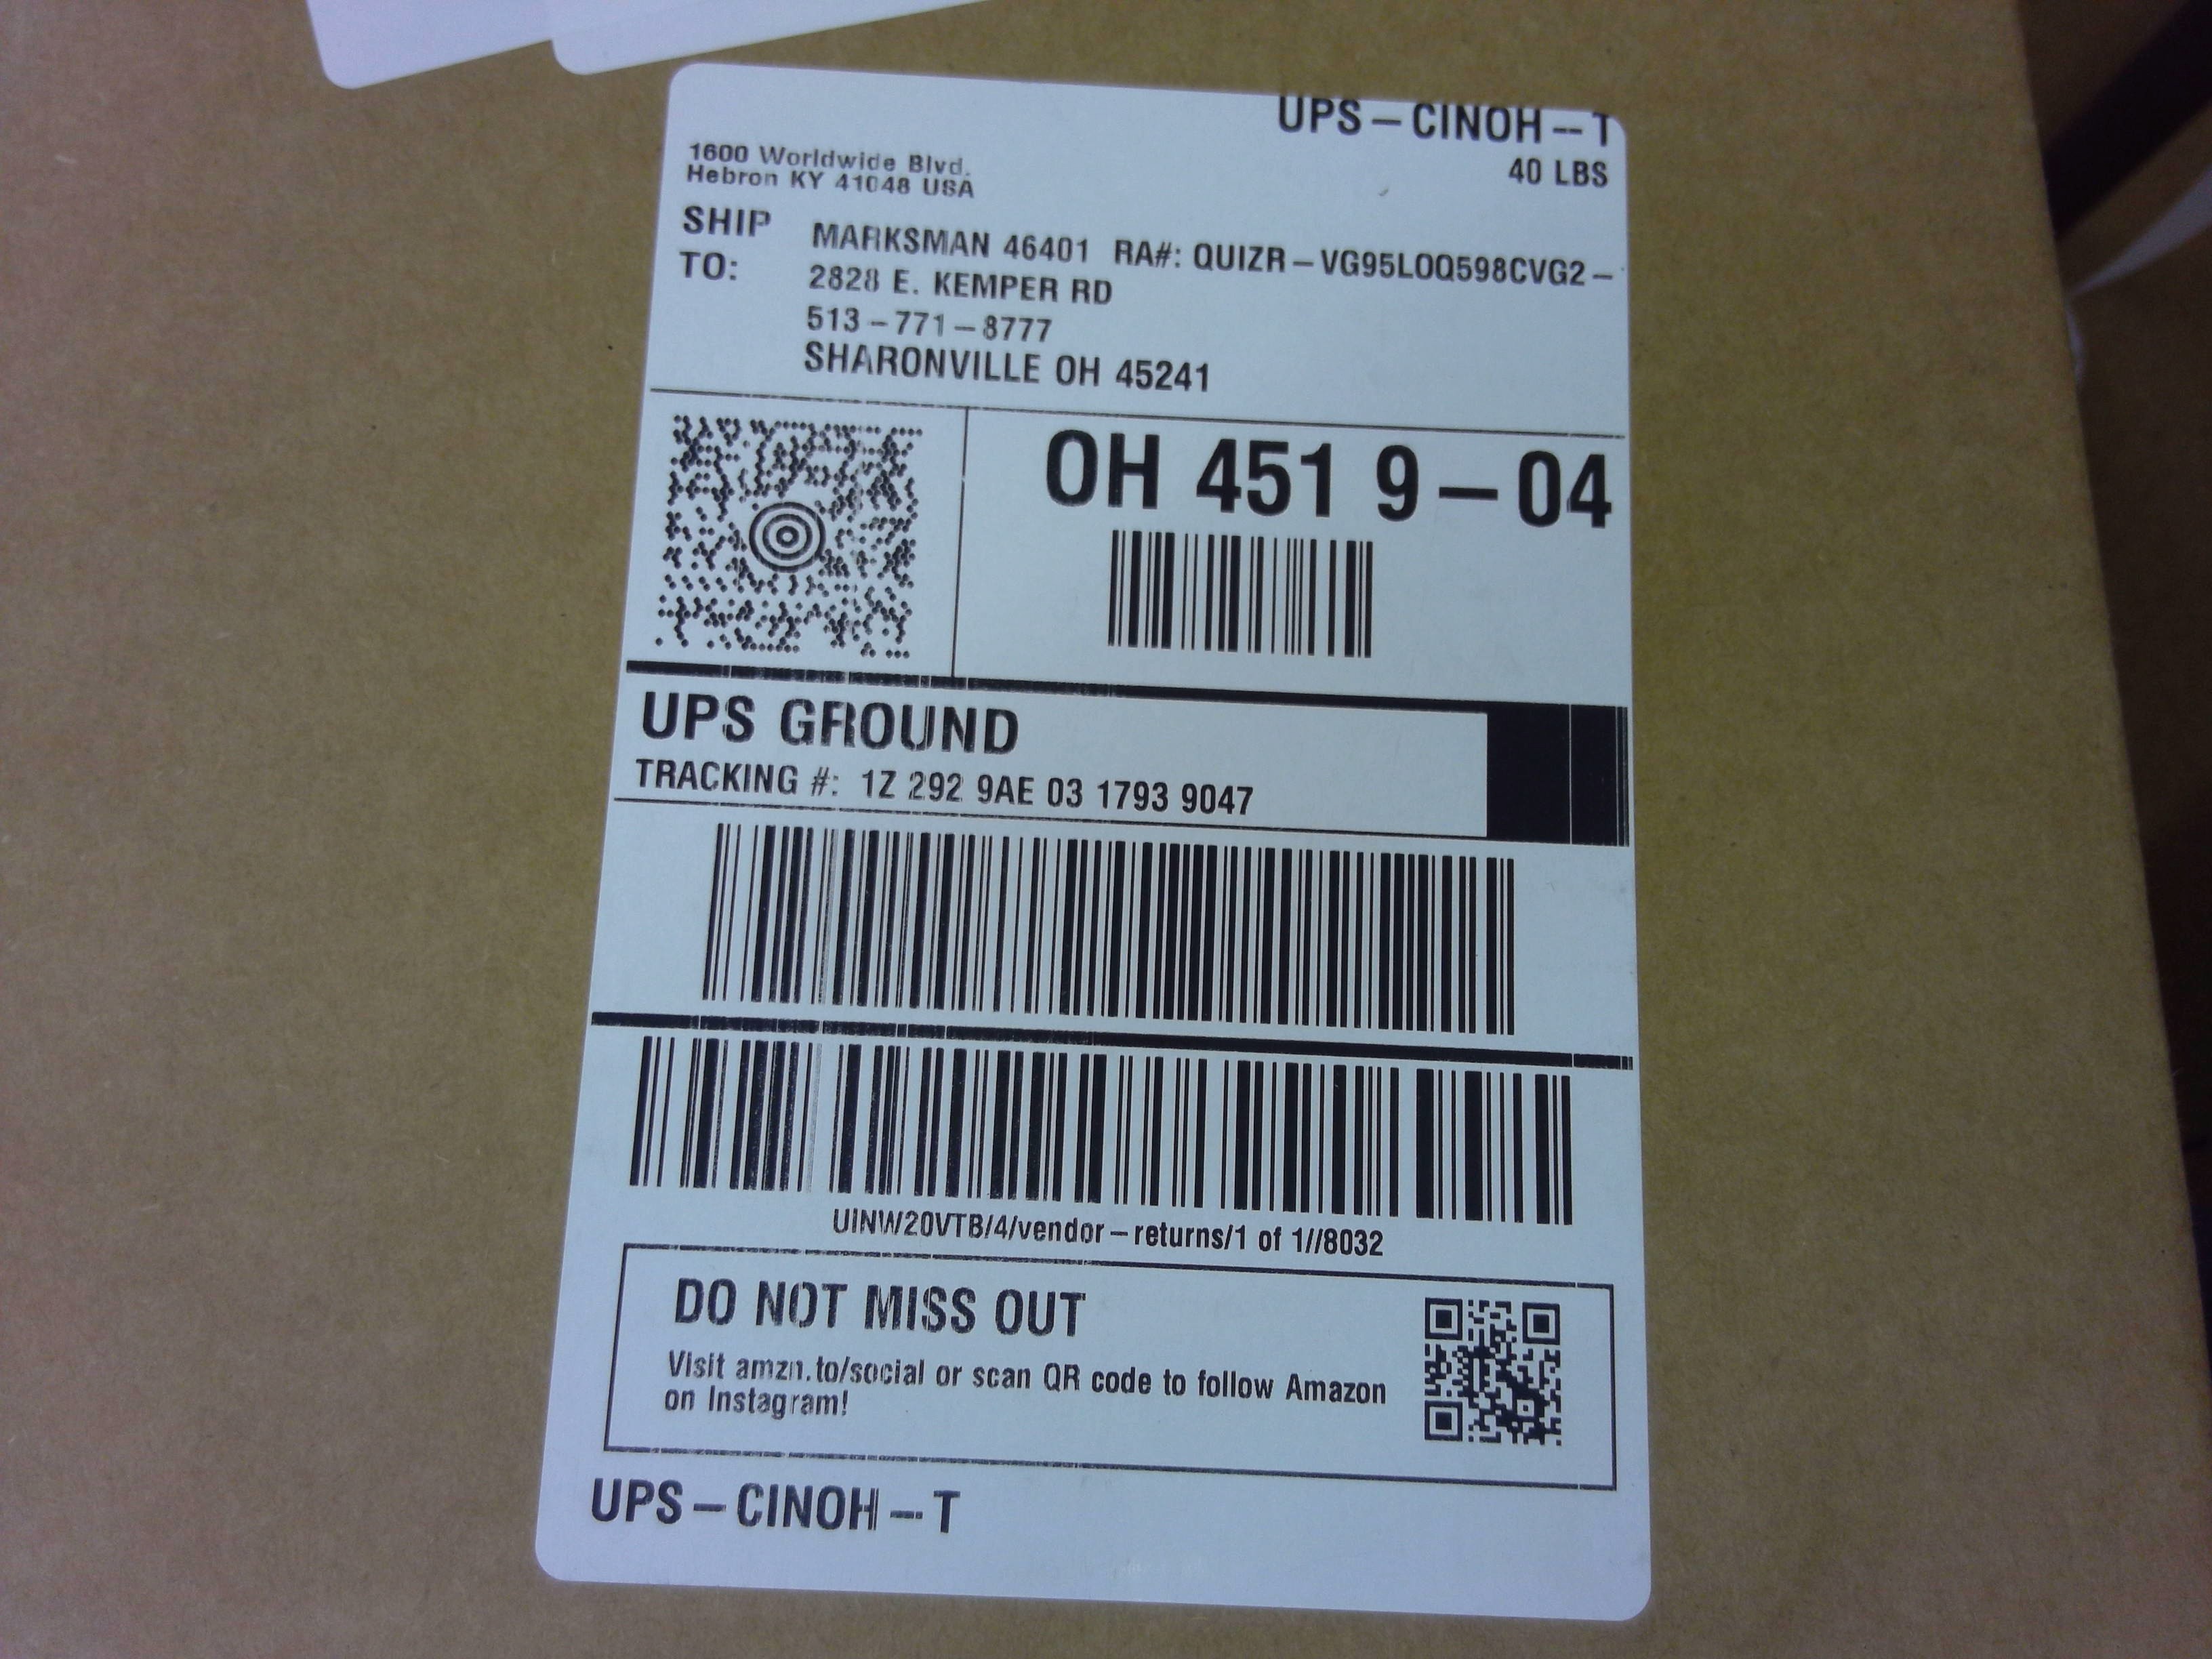 UPS-CINOH--T
40 LBS
1600 Worldwide Blvd.
Hebron KY 41048 USA
SHIP TO:
MARKSMAN 46401 RA#: QUIZR-VG95LOQ598CVG2-
2828 E. KEMPER RD
513-771-8777
SHARONVILLE OH 45241
OH 451 9-04
UPS GROUND
TRACKING #: 1Z 292 9AE 03 1793 9047
UINW20VTB/4/vendor-returns/1 of 1//8032
DO NOT MISS OUT
Visit amzn.to/social or scan QR code to follow Amazon
on Instagram!
UPS-CINOH--T